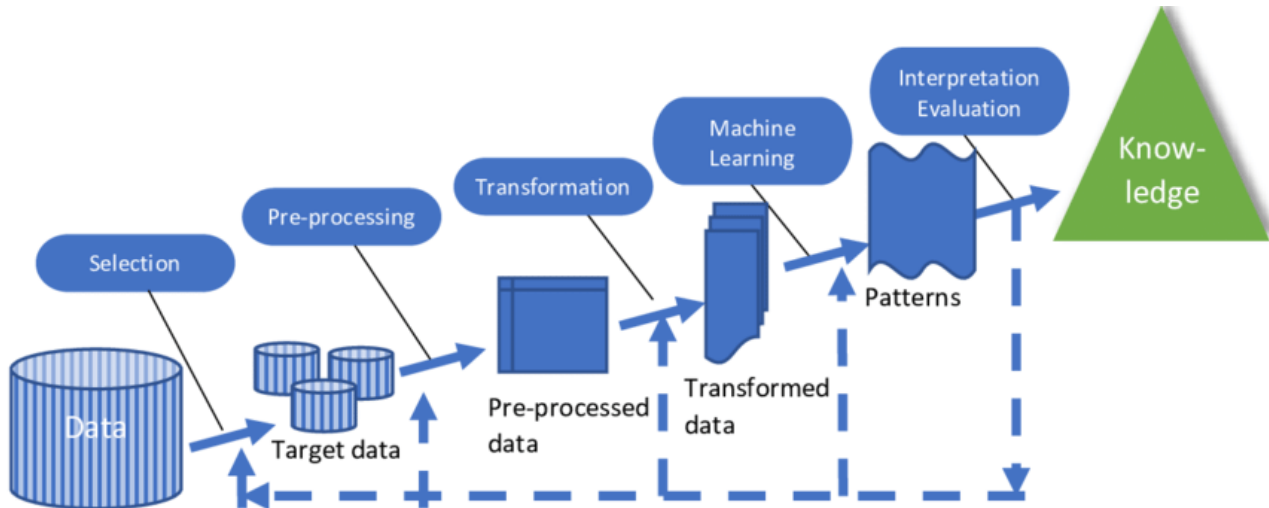 Interpretation
Evaluation
Machine
Learning
Know-
ledge
Transformation
Pre-processing
Selection
Patterns
Transformed
data
Pre-processed
data
Target data
Data